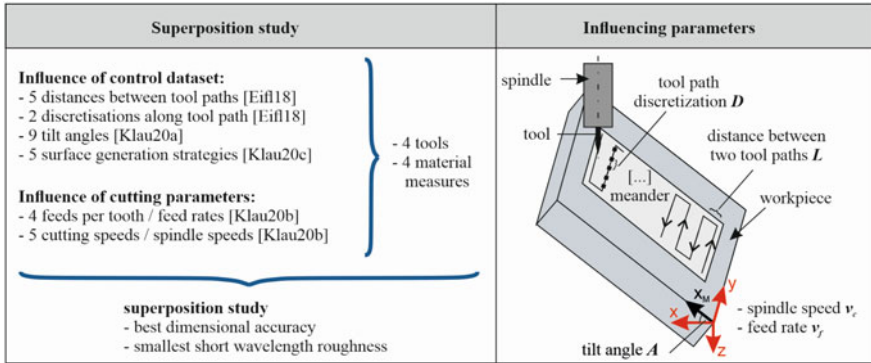 Superposition study
Influencing parameters
Influence of control dataset:
- 5 distances between tool paths [Eifl18]
- 2 discretisations along tool path [Eifl18]
- 9 tilt angles [Klau20a]
- 5 surface generation strategies [Klau20c]
Influence of cutting parameters:
- 4 feeds per tooth / feed rates [Klau20b]
- 5 cutting speeds / spindle speeds [Klau20b]
- 4 tools
- 4 material
measures
superposition study
- best dimensional accuracy
- smallest short wavelength roughness
spindle
tool path
discretization D
tool
distance between
two tool paths L
[...]
meander
workpiece
xM
y
x
z
tilt angle A
- spindle speed vc
- feed rate vf